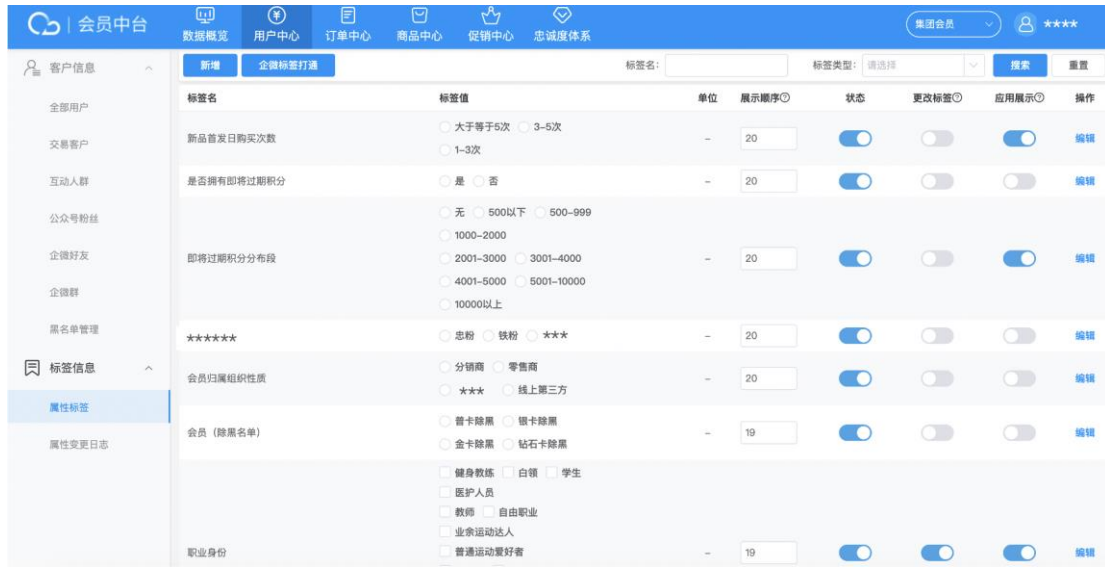 会员中台
数据概览 用户中心 订单中心 商品中心 促销中心 忠诚度体系
集团会员 ****
客户信息
全部用户
交易客户
互动人群
公众号粉丝
企微好友
企微群
黑名单管理
标签信息
属性标签
属性变更日志
新增 企微标签打通 标签名: 标签类型: 请选择 搜索 重置
标签名 标签值 单位 展示顺序 状态 更改标签 应用展示 操作
新品首发日购买次数 大于等于5次 3-5次 – 20 编辑
1-3次
是否拥有即将过期积分 是 否 – 20 编辑
无 500以下 500-999
1000-2000
即将过期积分分布段 2001-3000 3001-4000 – 20 编辑
4001-5000 5001-10000
10000以上
****** 忠粉 铁粉 *** – 20 编辑
会员归属组织性质 分销商 零售商 – 20 编辑
*** 线上第三方
会员（除黑名单） 普卡除黑 银卡除黑 – 19 编辑
金卡除黑 钻石卡除黑
健身教练 白领 学生
医护人员
教师 自由职业
业余运动达人
职业身份 普通运动爱好者 – 19 编辑